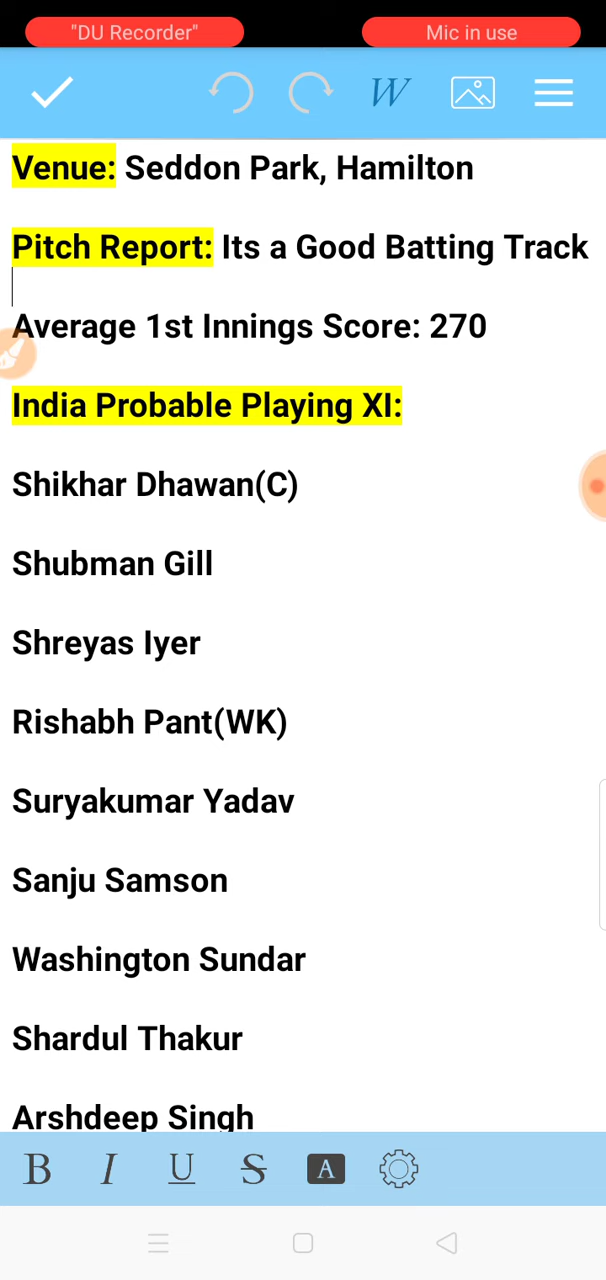 "DU Recorder"
Mic in use
W
Venue: Seddon Park, Hamilton
Pitch Report: Its a Good Batting Track
Average 1st Innings Score: 270
India Probable Playing XI:
Shikhar Dhawan(C)
Shubman Gill
Shreyas Iyer
Rishabh Pant(WK)
Suryakumar Yadav
Sanju Samson
Washington Sundar
Shardul Thakur
Arshdeep Singh
B I U S A